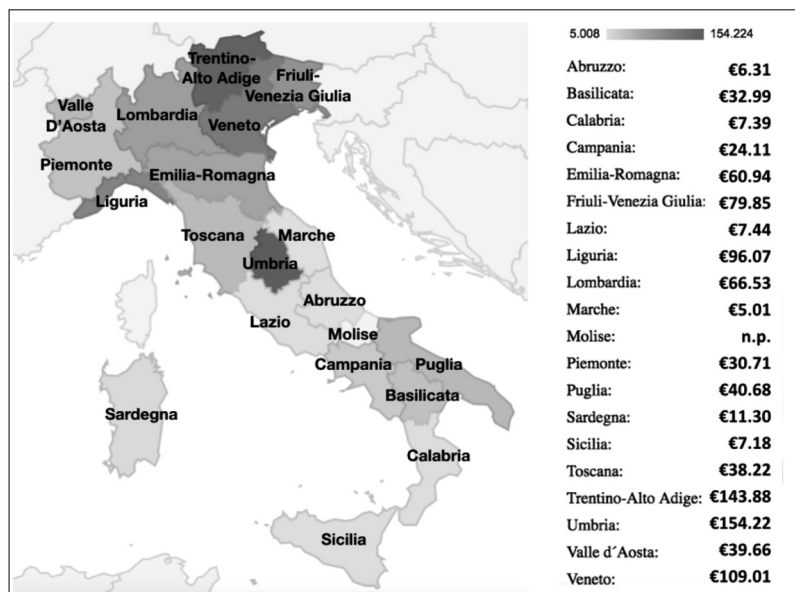 Trentino-
Alto Adige
Friuli-
Venezia Giulia
Valle
D'Aosta
Lombardia
Veneto
Piemonte
Emilia-Romagna
Liguria
Toscana
Marche
Umbria
Abruzzo
Lazio
Molise
Campania
Puglia
Basilicata
Sardegna
Calabria
Sicilia
5.008 154.224
Abruzzo: €6.31
Basilicata: €32.99
Calabria: €7.39
Campania: €24.11
Emilia-Romagna: €60.94
Friuli-Venezia Giulia: €79.85
Lazio: €7.44
Liguria: €96.07
Lombardia: €66.53
Marche: €5.01
Molise: n.p.
Piemonte: €30.71
Puglia: €40.68
Sardegna: €11.30
Sicilia: €7.18
Toscana: €38.22
Trentino-Alto Adige: €143.88
Umbria: €154.22
Valle d´Aosta: €39.66
Veneto: €109.01